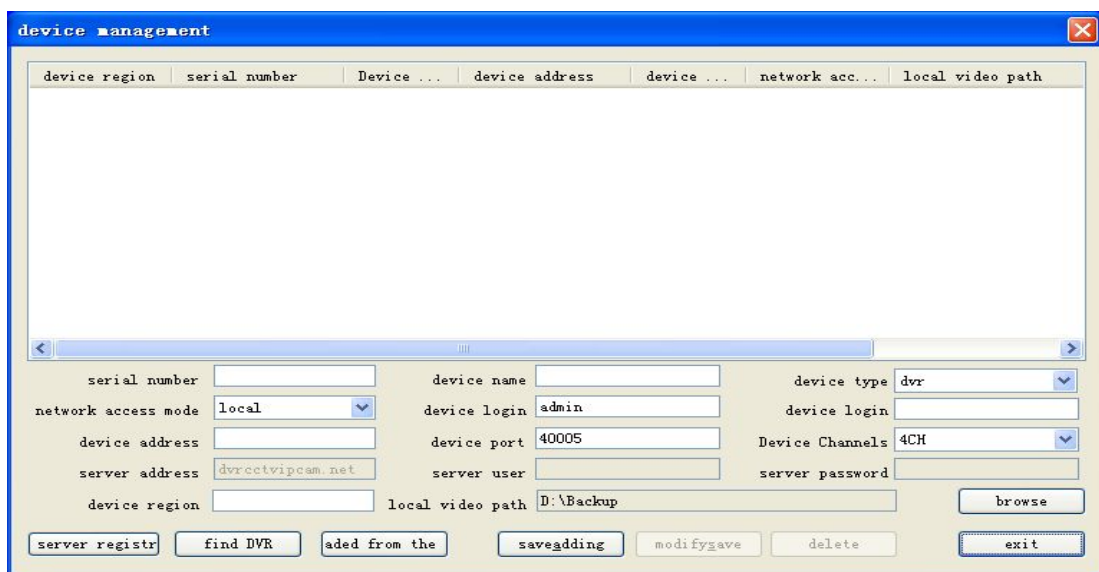 device management
device region serial number Device ... device address device ... network acc... local video path
serial number device name device type dvr
network access mode local device login admin device login
device address device port 40005 Device Channels 4CH
server address dvrcctvipcam.net server user server password
device region local video path D:\Backup browse
server registr find DVR aded from the saveadding modifysave delete exit